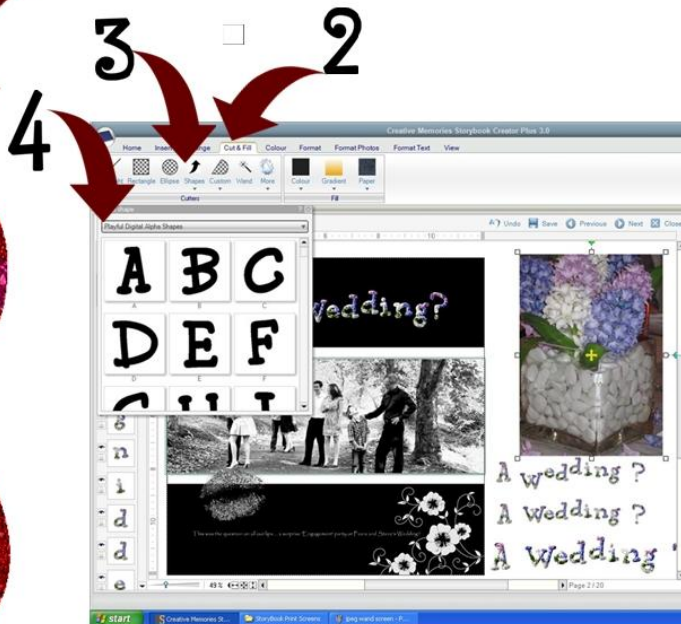 3
2
4
Creative Memories Storybook Creator Plus 3.0
Home
Cut & Fill Colour Format Format Photos Format Text View
Rectangle Ellipse Shapes Custom Wand More Colour Gradient Paper
Cutters Fill
Shape
Playful Digital Alpha Shapes
Undo Save Previous Next Close
10
A B C
A B C
D E F
D E F
Wedding?
g
n
i
d
d
e
A wedding ?
A wedding ?
A wedding ?
49%
Page 2/20
start Creative Memories St... StoryBook Print Screens jpeg wand screen - P...